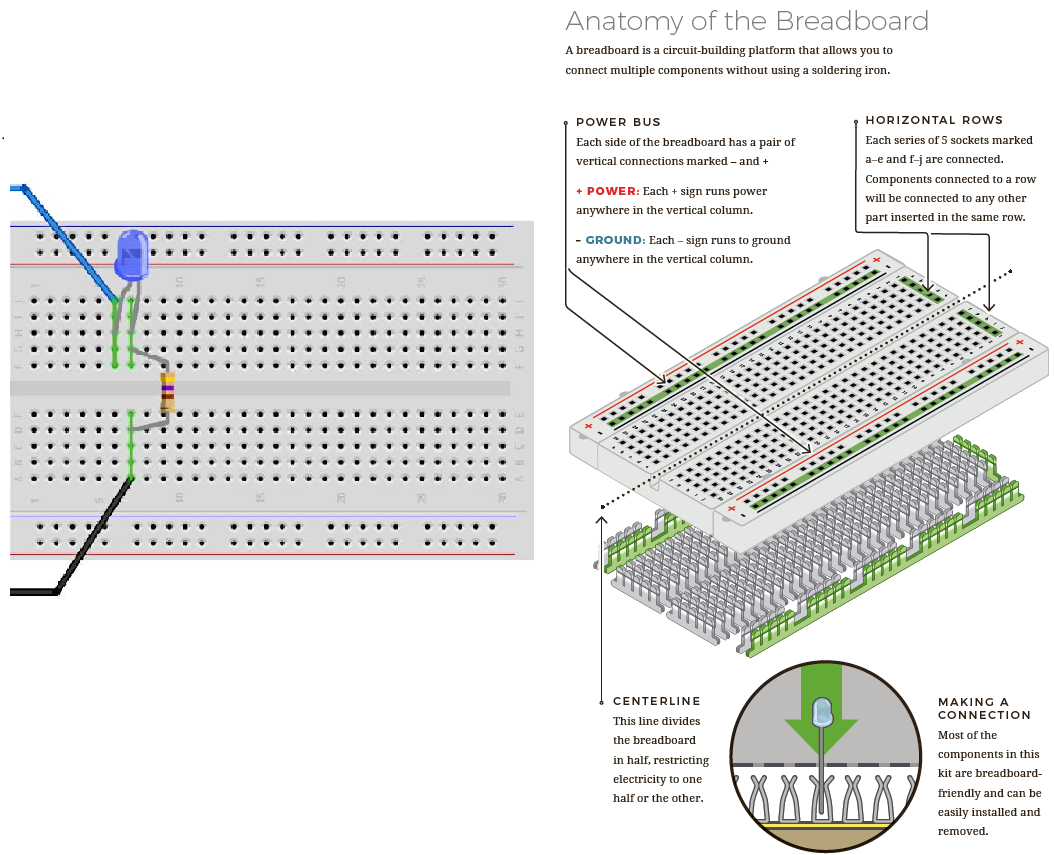 Anatomy of the Breadboard
A breadboard is a circuit-building platform that allows you to
connect multiple components without using a soldering iron.
POWER BUS
Each side of the breadboard has a pair of
vertical connections marked – and +
+ POWER: Each + sign runs power
anywhere in the vertical column.
– GROUND: Each – sign runs to ground
anywhere in the vertical column.
HORIZONTAL ROWS
Each series of 5 sockets marked
a–e and f–j are connected.
Components connected to a row
will be connected to any other
part inserted in the same row.
1 10 15 20 25 30
J J
I I
H H
G G
F F
E E
D D
C C
B B
A A
1 5 10 15 20 25 30
CENTERLINE
This line divides
the breadboard
in half, restricting
electricity to one
half or the other.
MAKING A
CONNECTION
Most of the
components in this
kit are breadboard-
friendly and can be
easily installed and
removed.